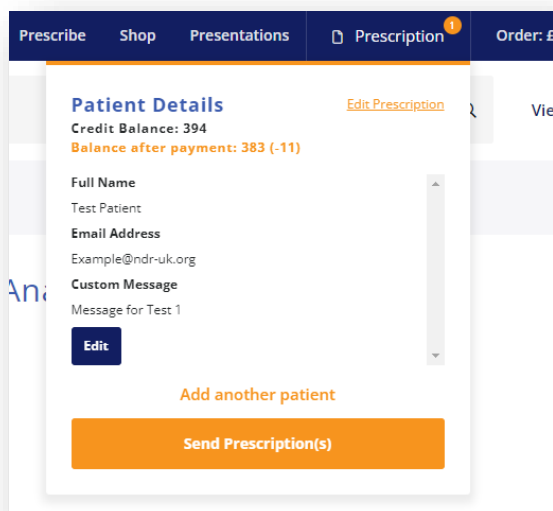 Prescribe Shop Presentations Prescription 1 Order: £
Patient Details Edit Prescription
Credit Balance: 394
Balance after payment: 383 (-11)
Full Name
Test Patient
Email Address
Example@ndr-uk.org
Custom Message
Message for Test 1
Edit
Add another patient
Send Prescription(s)